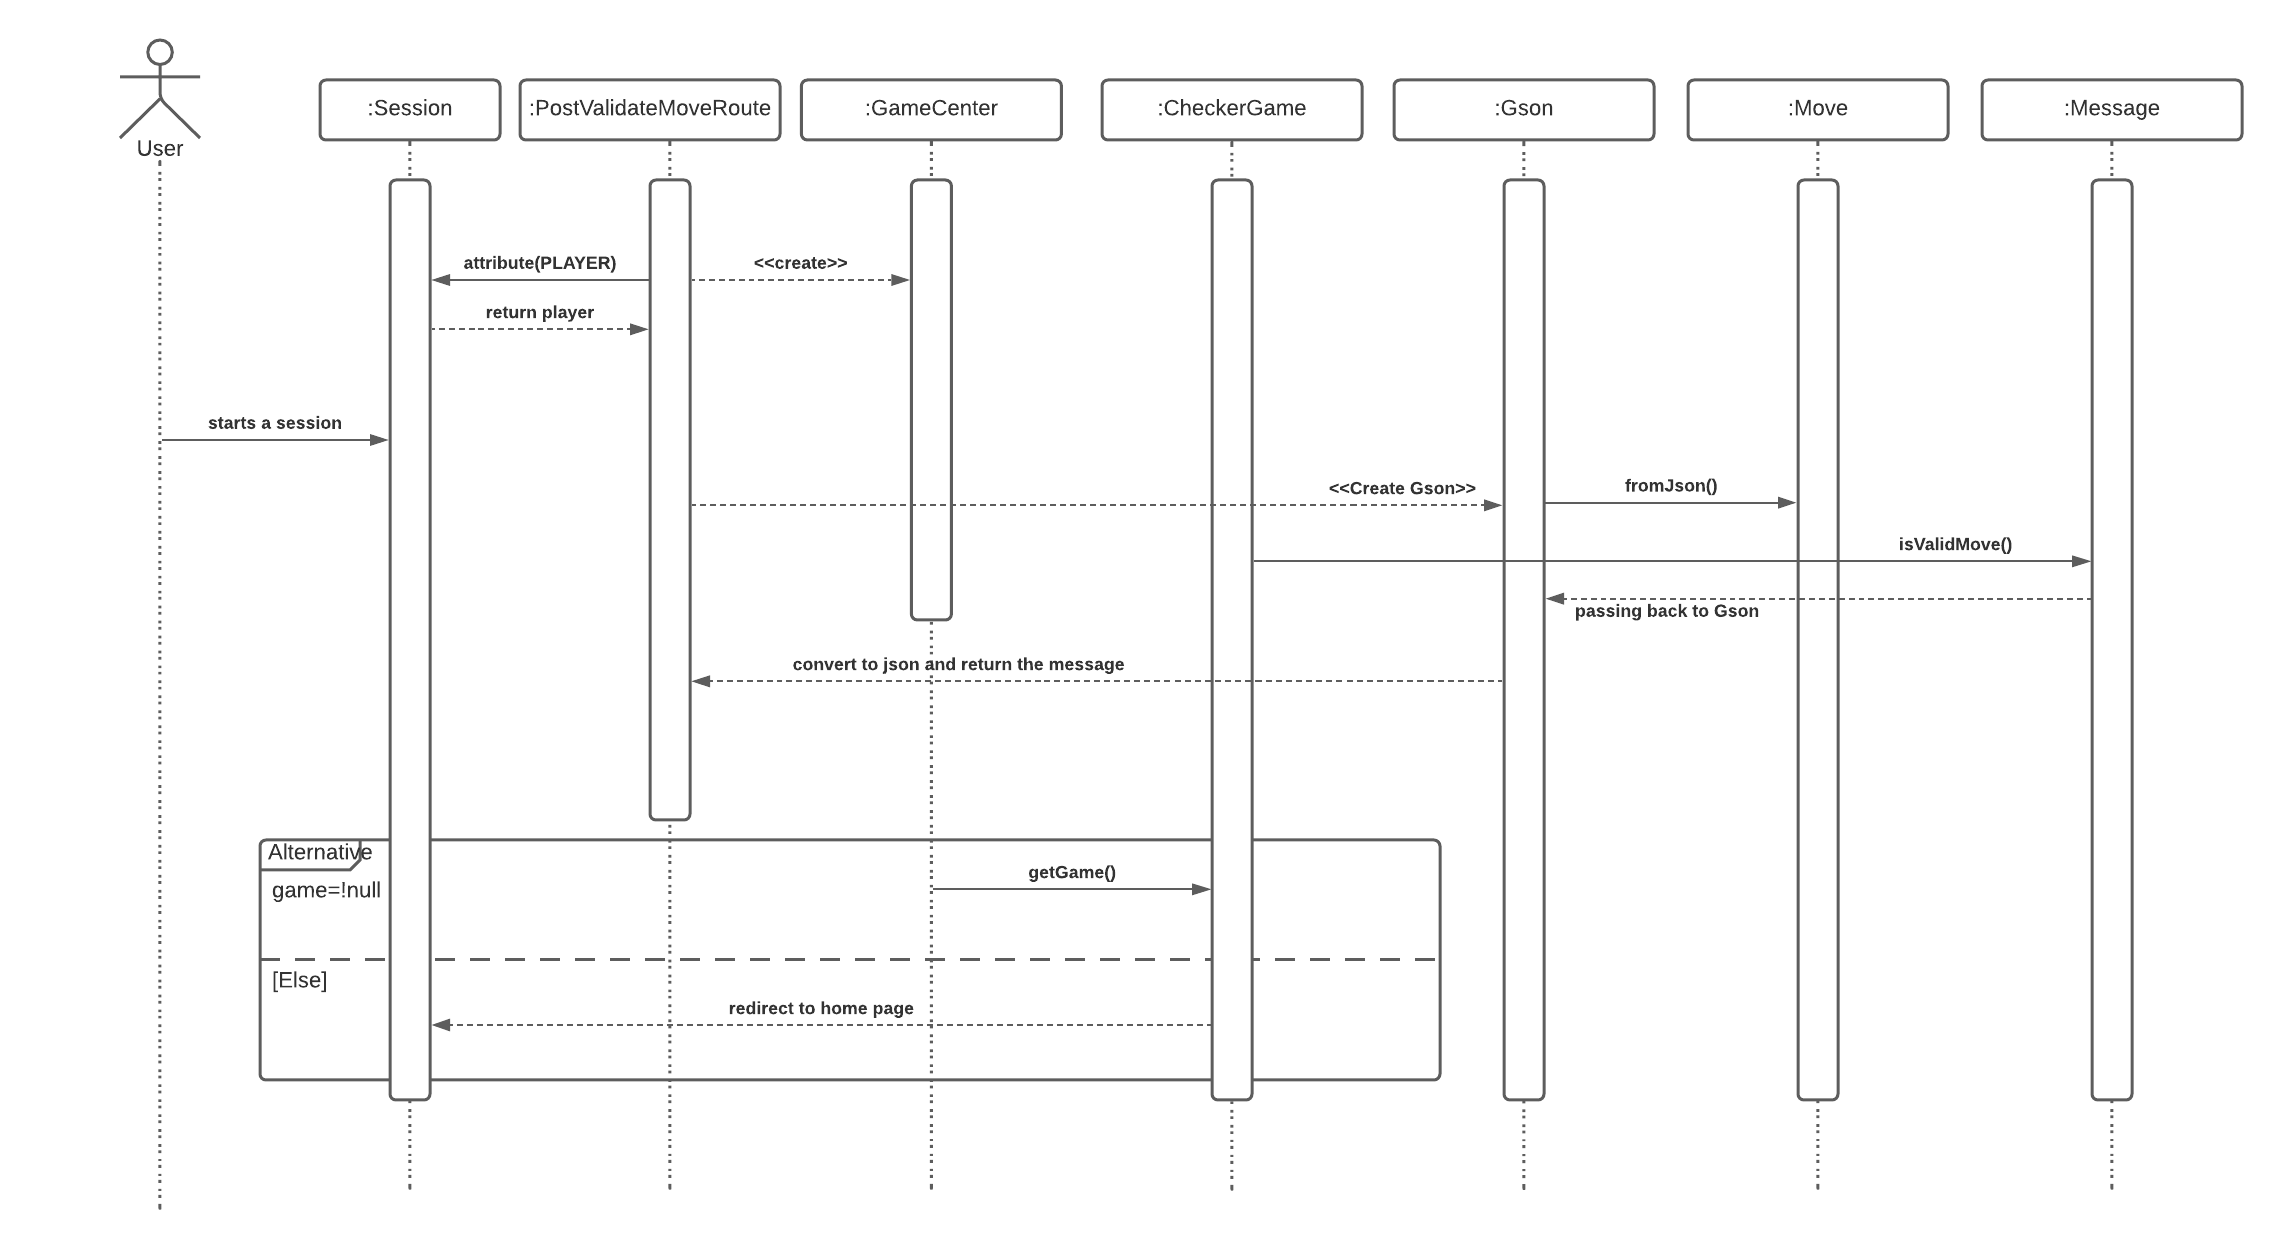 User
:Session
:PostValidateMoveRoute
:GameCenter
:CheckerGame
:Gson
:Move
:Message
attribute(PLAYER)
<<create>>
return player
starts a session
<<Create Gson>>
fromJson()
isValidMove()
passing back to Gson
convert to json and return the message
Alternative
game=!null
getGame()
[Else]
redirect to home page